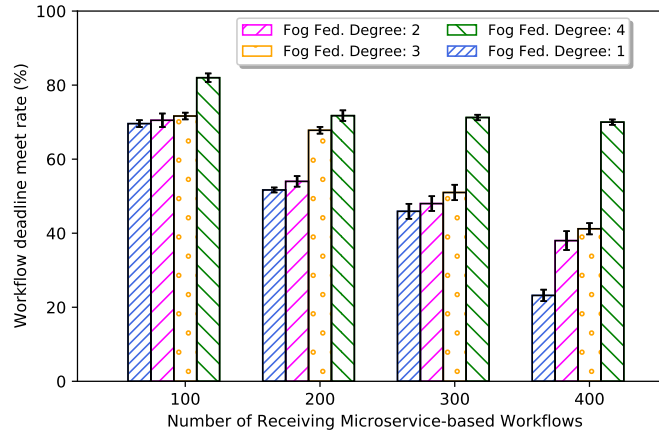 100
80
60
40
20
0
Workflow deadline meet rate (%)
Fog Fed. Degree: 2
Fog Fed. Degree: 4
Fog Fed. Degree: 3
Fog Fed. Degree: 1
100
200
300
400
Number of Receiving Microservice-based Workflows